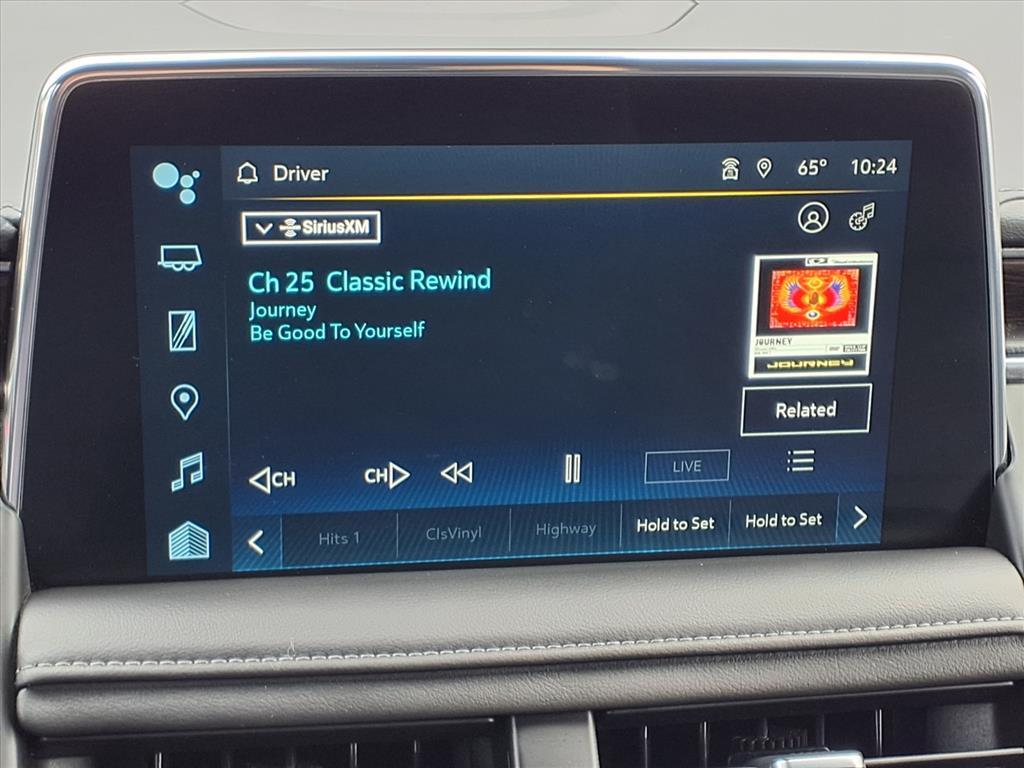 Driver
65° 10:24
SiriusXM
Ch 25 Classic Rewind
Journey
Be Good To Yourself
JOURNEY
JOURNEY
Related
CH
CH
LIVE
Hits 1
ClsVinyl
Highway
Hold to Set
Hold to Set